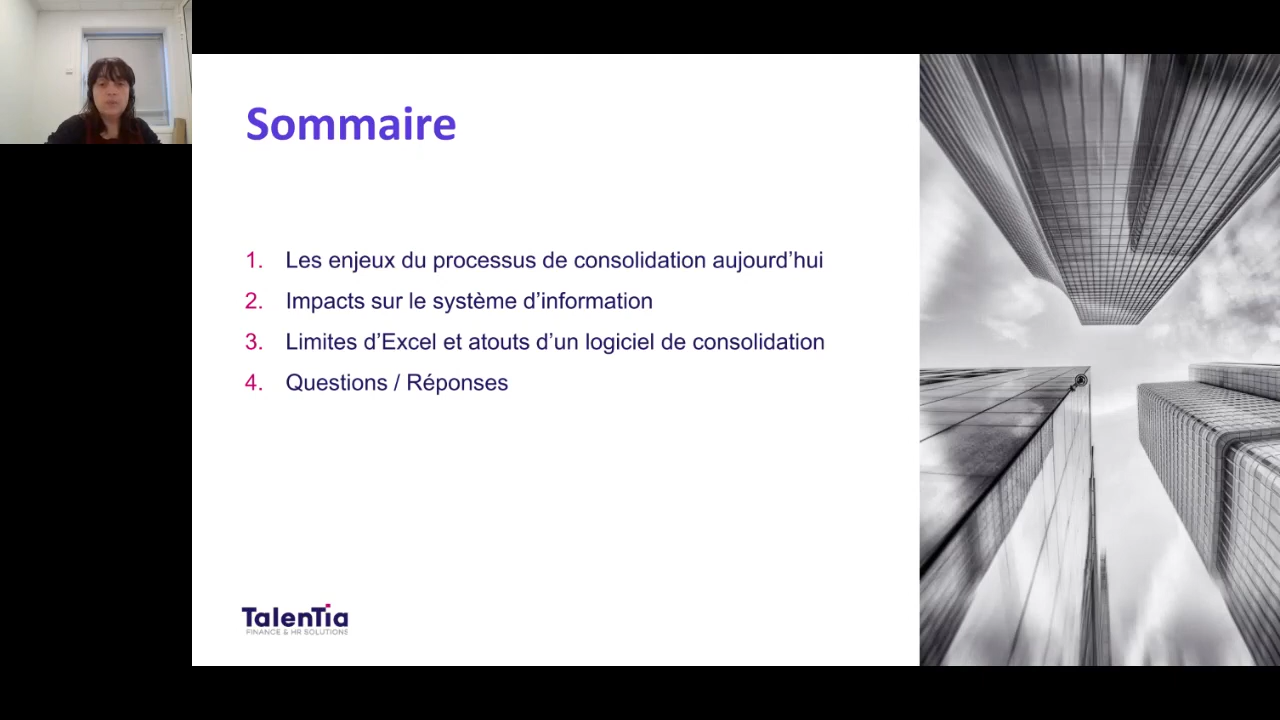 Sommaire
1. Les enjeux du processus de consolidation aujourd’hui
2. Impacts sur le système d’information
3. Limites d’Excel et atouts d’un logiciel de consolidation
4. Questions / Réponses
TalenTia
FINANCE & HR SOLUTIONS